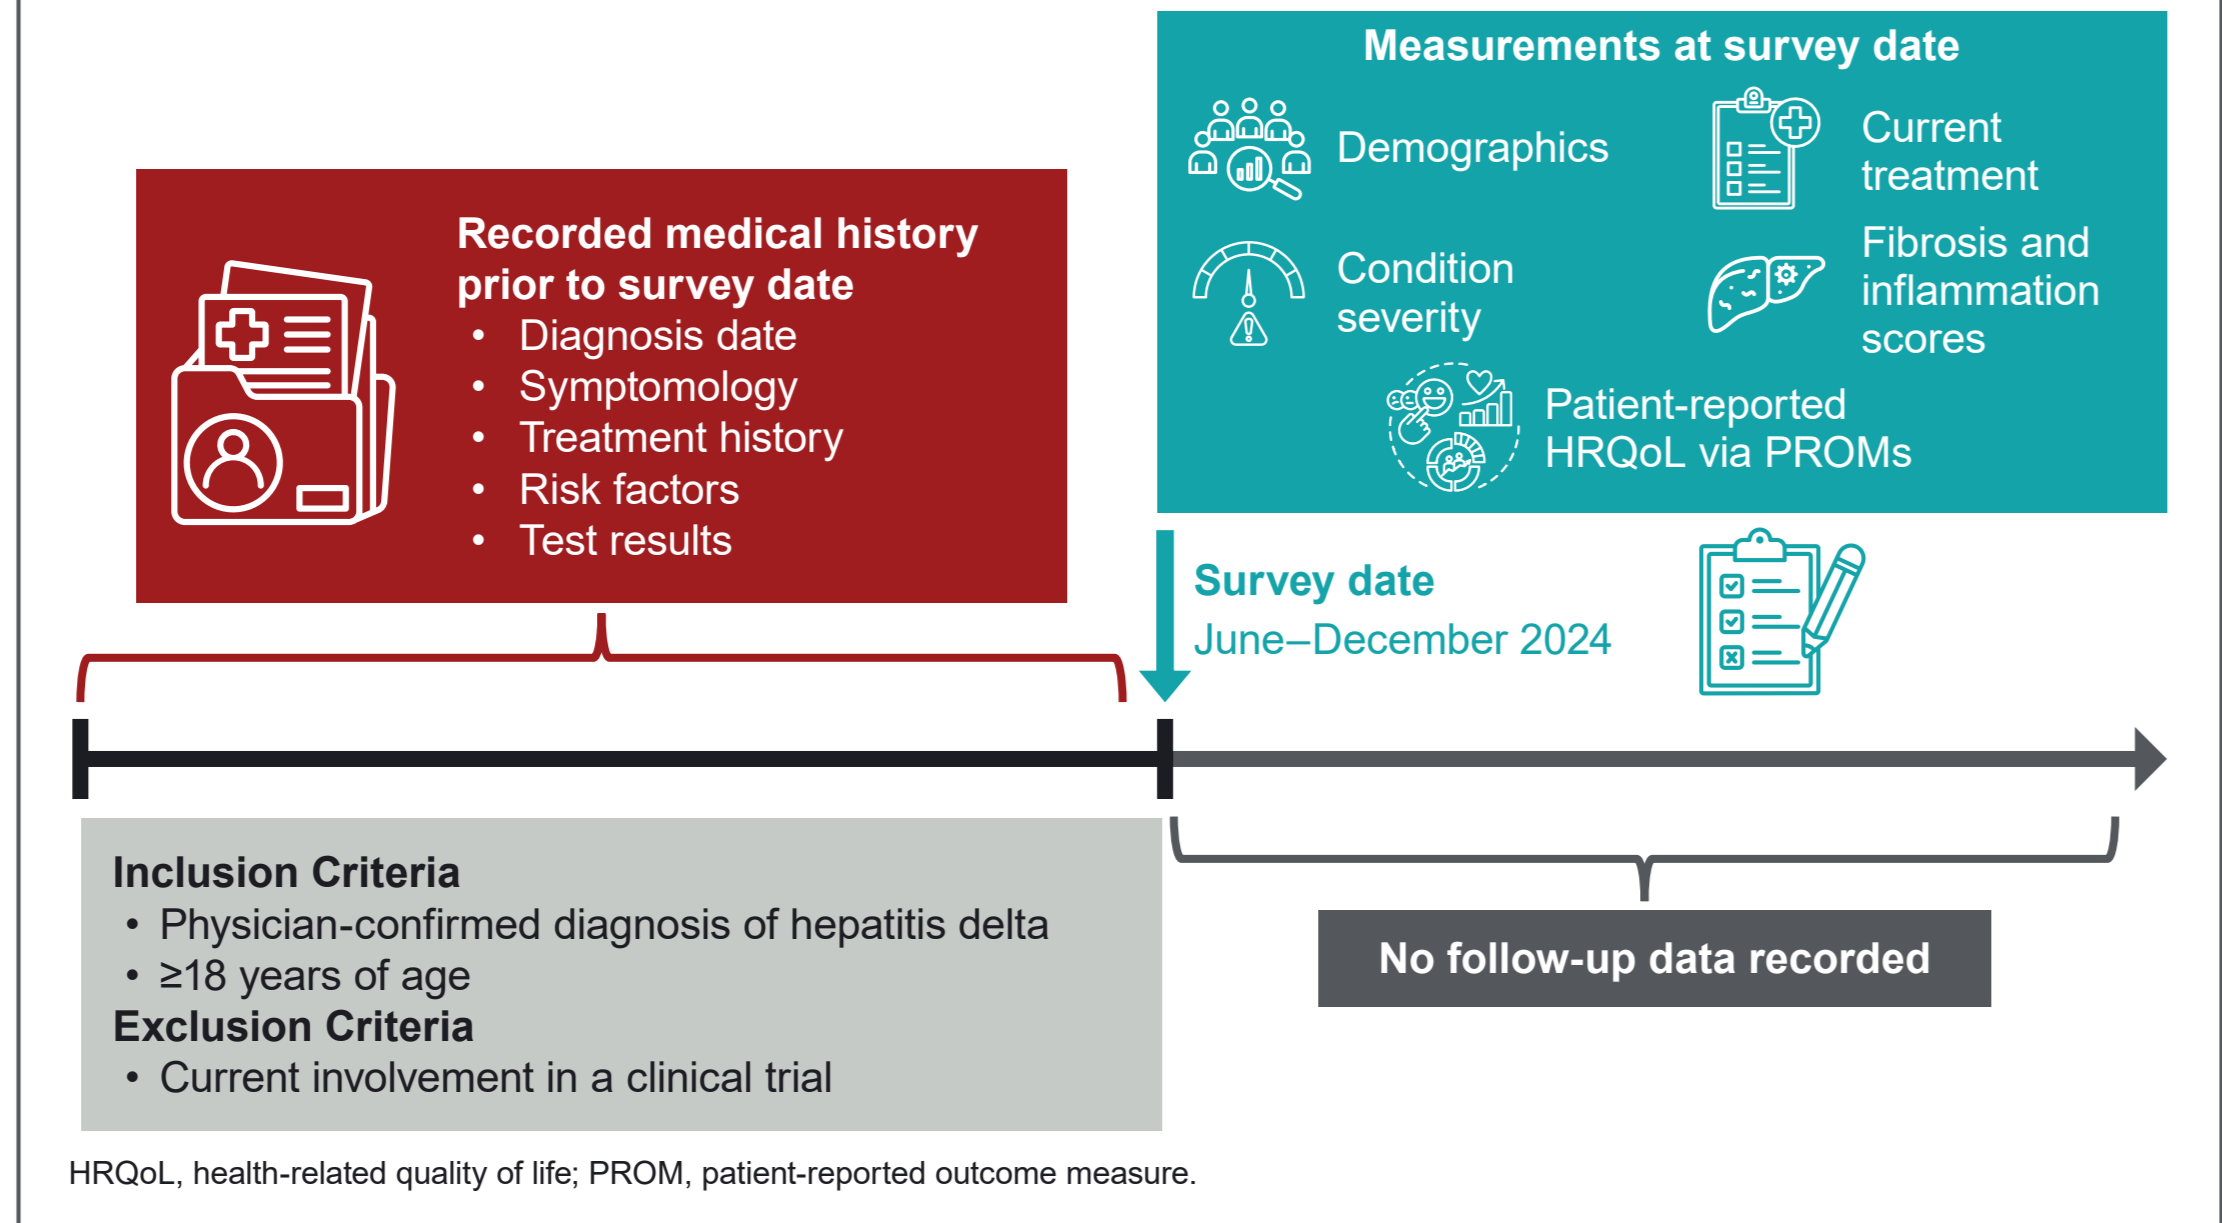 Measurements at survey date
Demographics
Current
treatment
Condition
severity
Fibrosis and
inflammation
scores
Patient-reported
HRQoL via PROMs
Recorded medical history
prior to survey date
• Diagnosis date
• Symptomology
• Treatment history
• Risk factors
• Test results
Survey date
June–December 2024
Inclusion Criteria
• Physician-confirmed diagnosis of hepatitis delta
• ≥18 years of age
Exclusion Criteria
• Current involvement in a clinical trial
No follow-up data recorded
HRQoL, health-related quality of life; PROM, patient-reported outcome measure.